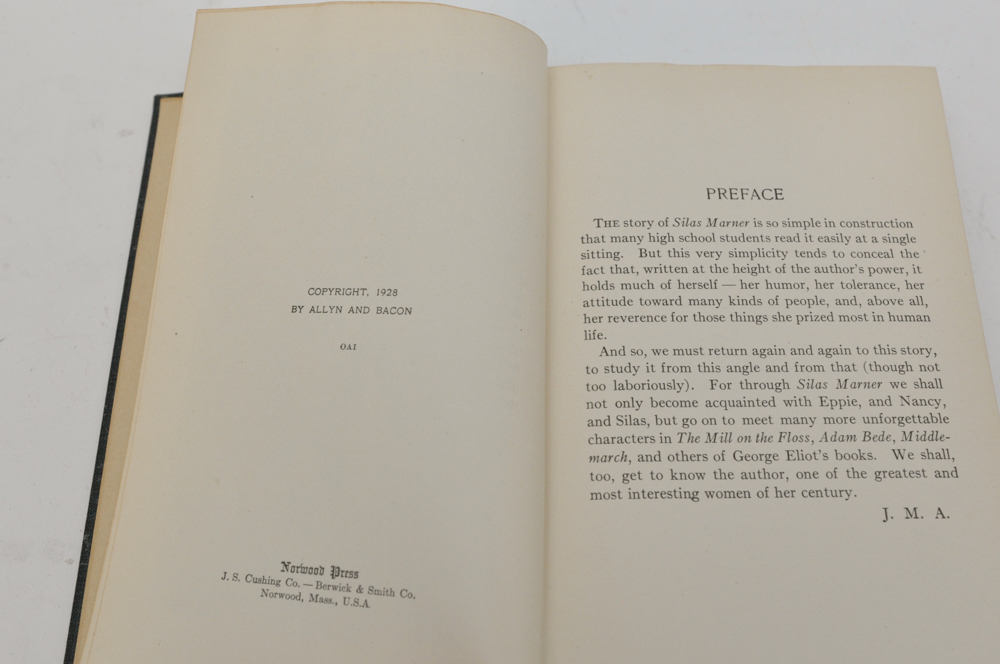 COPYRIGHT, 1928
BY ALLYN AND BACON
OAI
Norwood Press
J. S. Cushing Co. — Berwick & Smith Co.
Norwood, Mass., U.S.A.
PREFACE
THE story of Silas Marner is so simple in construction
that many high school students read it easily at a single
sitting. But this very simplicity tends to conceal the
fact that, written at the height of the author's power, it
holds much of herself — her humor, her tolerance, her
attitude toward many kinds of people, and, above all,
her reverence for those things she prized most in human
life.
And so, we must return again and again to this story,
to study it from this angle and from that (though not
too laboriously). For through Silas Marner we shall
not only become acquainted with Eppie, and Nancy,
and Silas, but go on to meet many more unforgettable
characters in The Mill on the Floss, Adam Bede, Middle-
march, and others of George Eliot's books. We shall,
too, get to know the author, one of the greatest and
most interesting women of her century.
J. M. A.